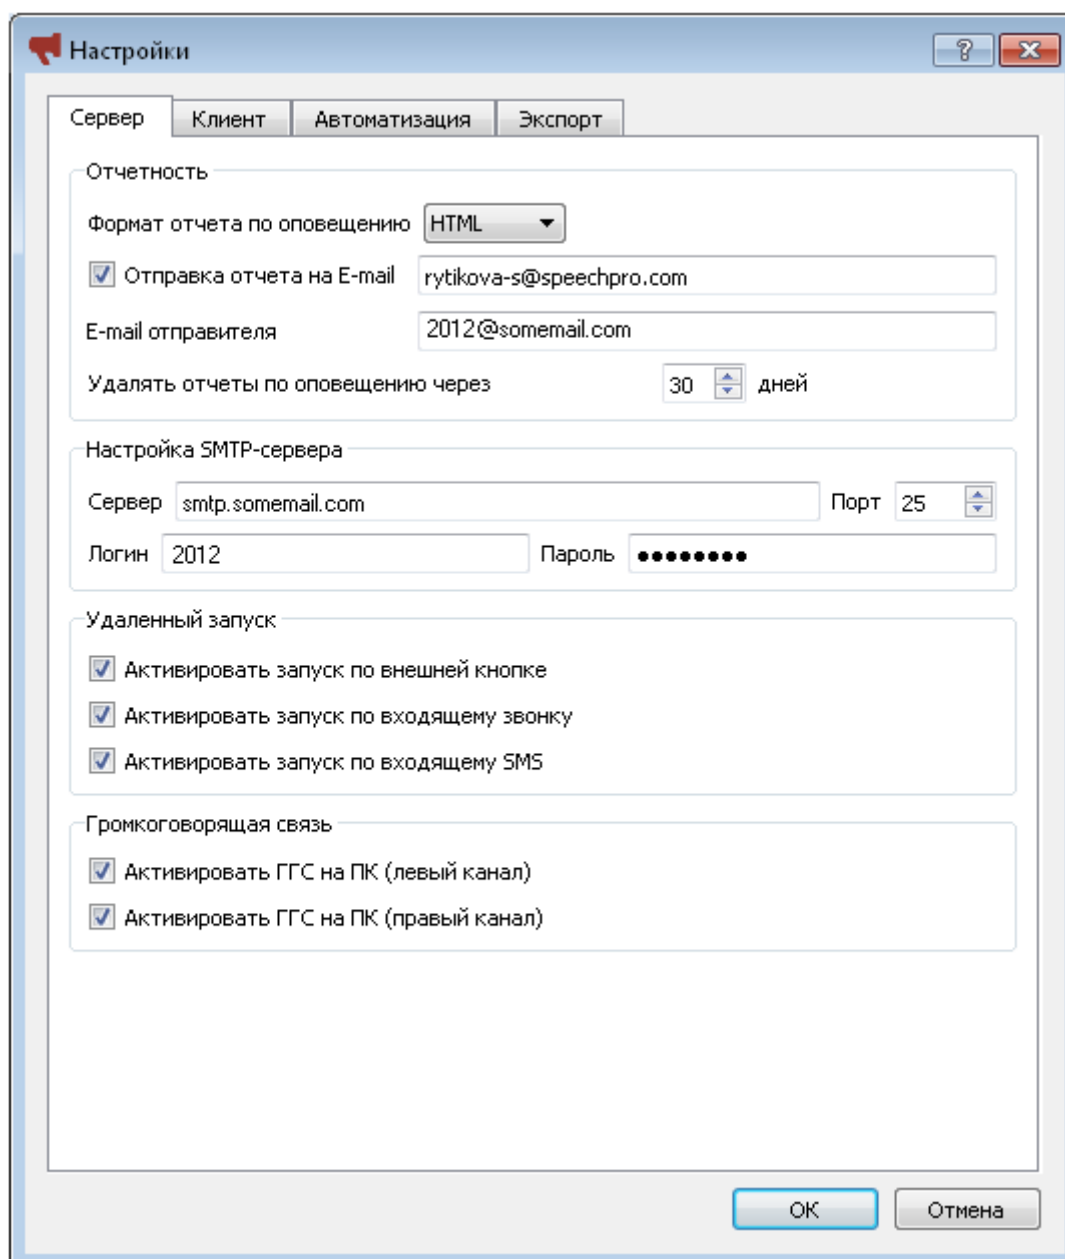 Настройки
Сервер Клиент Автоматизация Экспорт
Отчетность
Формат отчета по оповещению HTML
Отправка отчета на E-mail rytikova-s@speechpro.com
E-mail отправителя 2012@somemail.com
Удалять отчеты по оповещению через 30 дней
Настройка SMTP-сервера
Сервер smtp.somemail.com Порт 25
Логин 2012 Пароль ●●●●●●●●
Удаленный запуск
Активировать запуск по внешней кнопке
Активировать запуск по входящему звонку
Активировать запуск по входящему SMS
Громкоговорящая связь
Активировать ГГС на ПК (левый канал)
Активировать ГГС на ПК (правый канал)
ОК Отмена